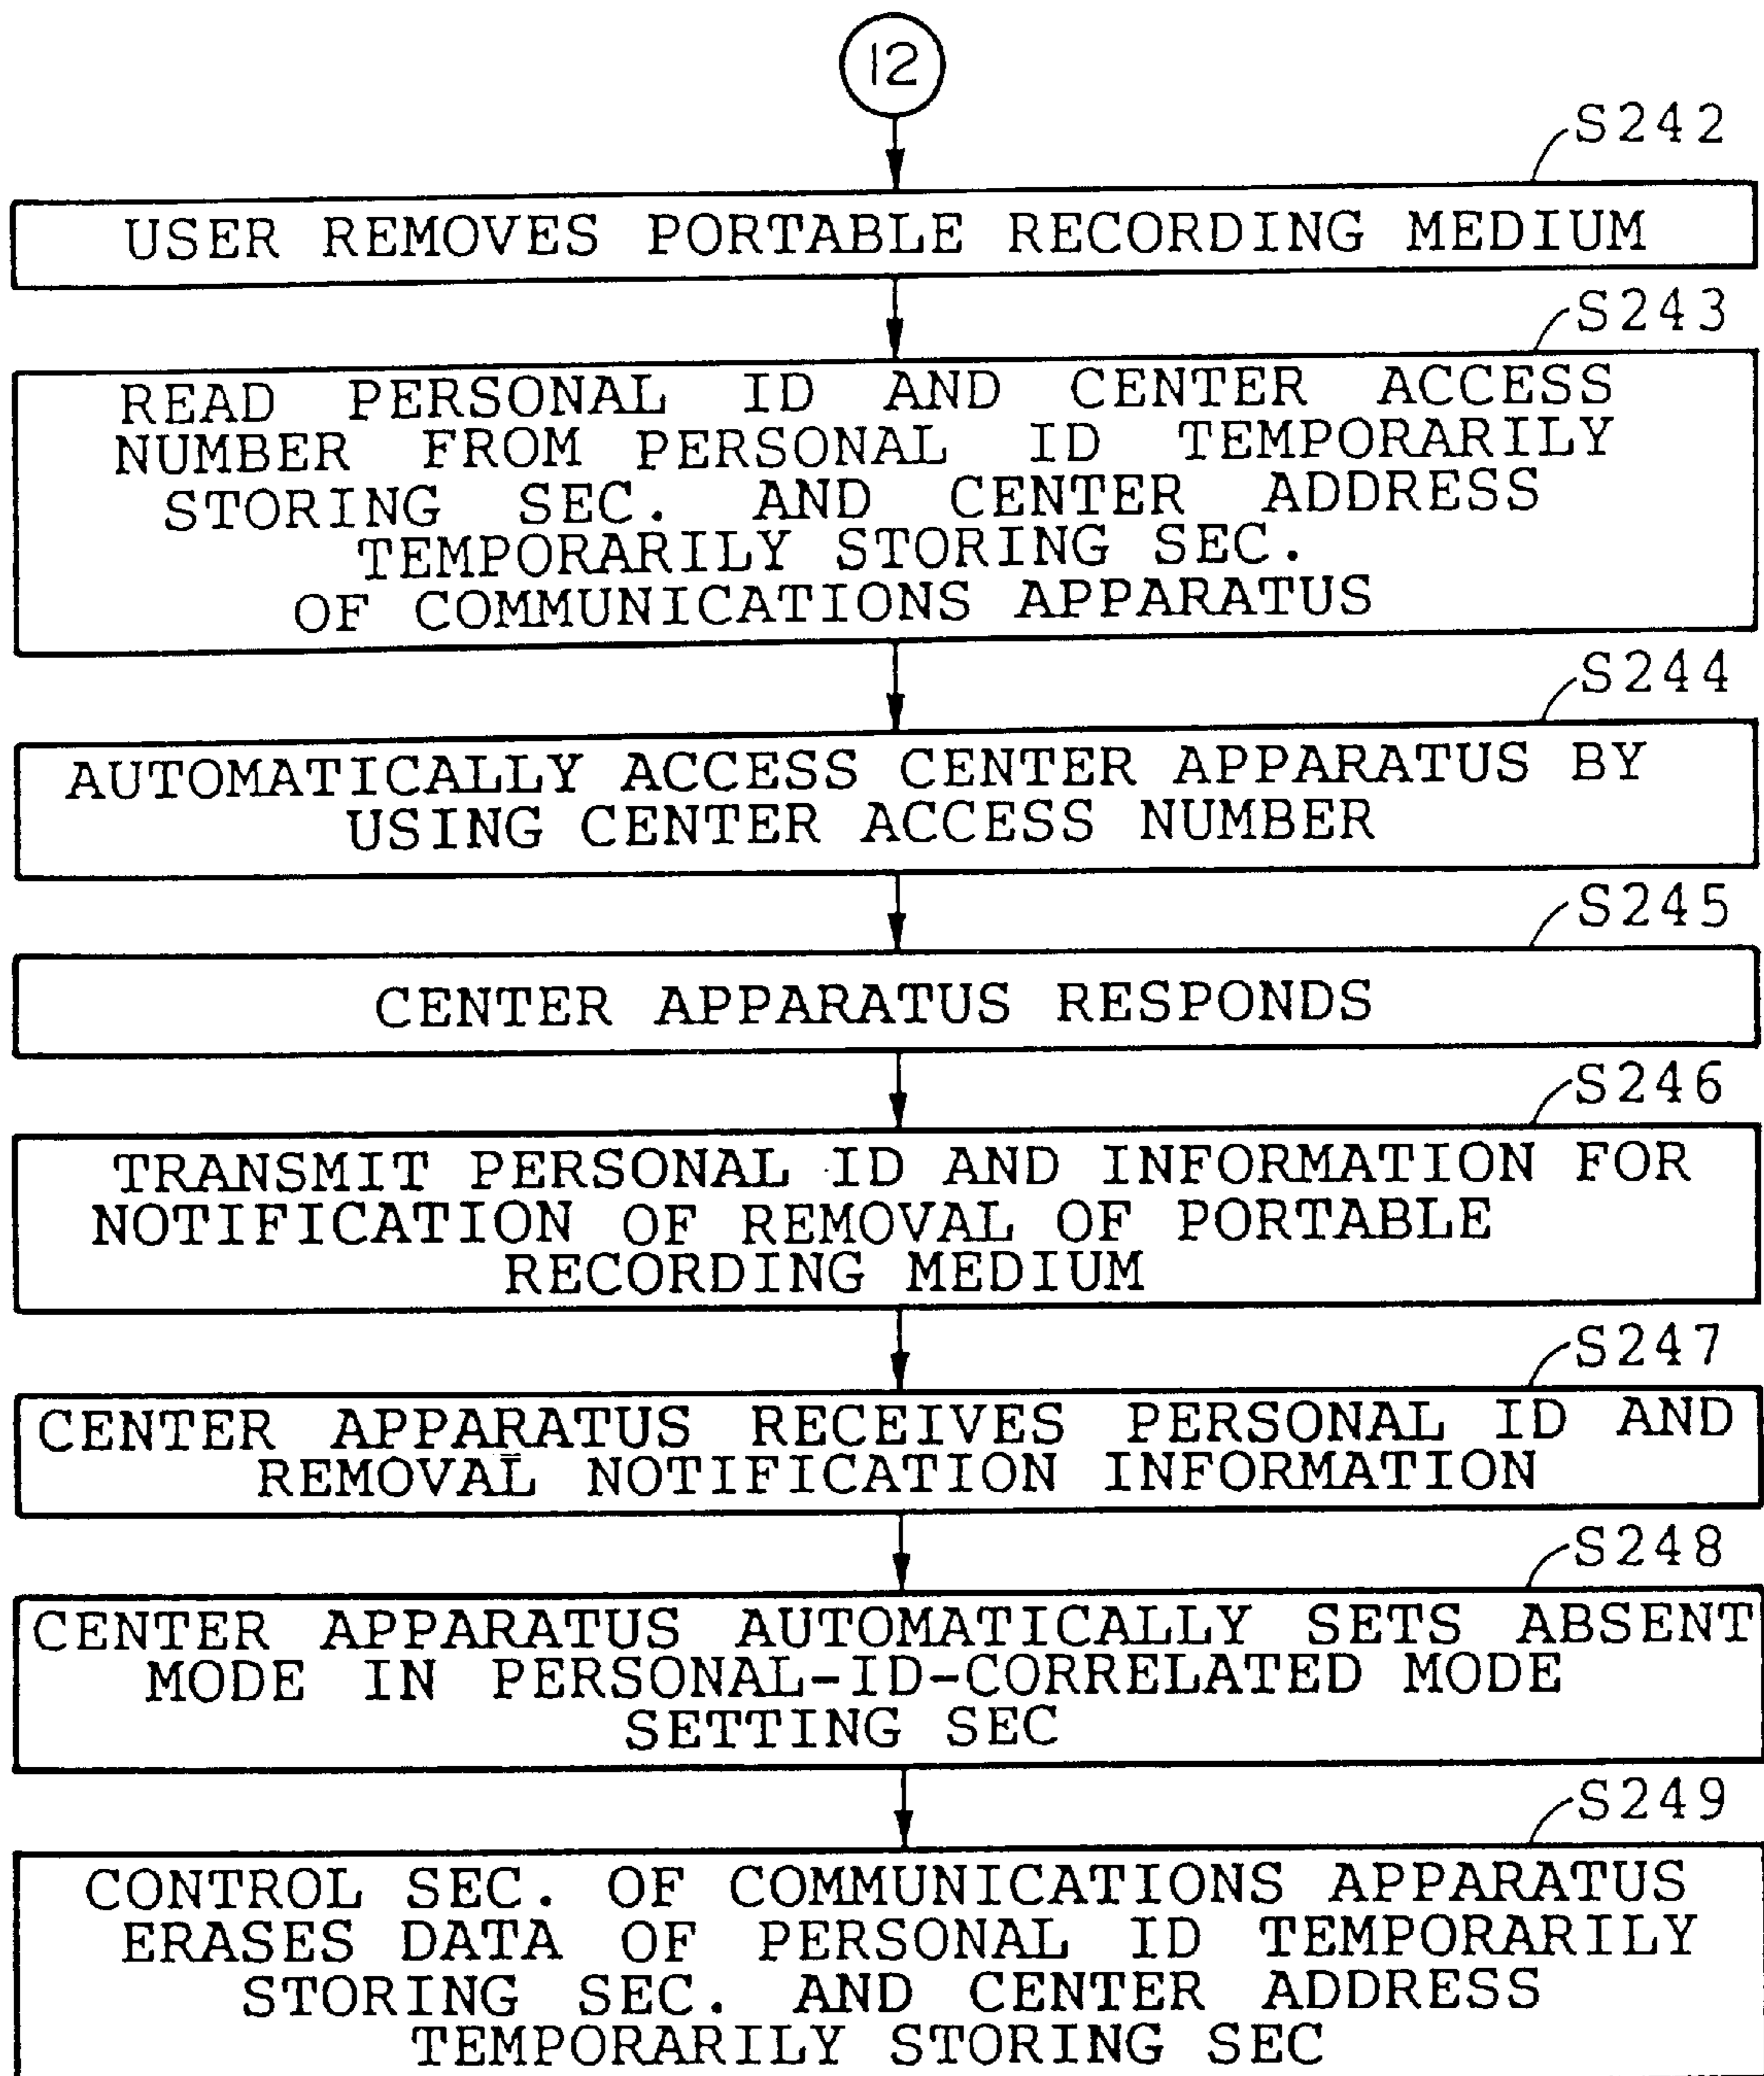 12
S242
USER REMOVES PORTABLE RECORDING MEDIUM
S243
READ PERSONAL ID AND CENTER ACCESS
NUMBER FROM PERSONAL ID TEMPORARILY
STORING SEC. AND CENTER ADDRESS
TEMPORARILY STORING SEC.
OF COMMUNICATIONS APPARATUS
S244
AUTOMATICALLY ACCESS CENTER APPARATUS BY
USING CENTER ACCESS NUMBER
S245
CENTER APPARATUS RESPONDS
S246
TRANSMIT PERSONAL ID AND INFORMATION FOR
NOTIFICATION OF REMOVAL OF PORTABLE
RECORDING MEDIUM
S247
CENTER APPARATUS RECEIVES PERSONAL ID AND
REMOVAL NOTIFICATION INFORMATION
S248
CENTER APPARATUS AUTOMATICALLY SETS ABSENT
MODE IN PERSONAL-ID-CORRELATED MODE
SETTING SEC
S249
CONTROL SEC. OF COMMUNICATIONS APPARATUS
ERASES DATA OF PERSONAL ID TEMPORARILY
STORING SEC. AND CENTER ADDRESS
TEMPORARILY STORING SEC